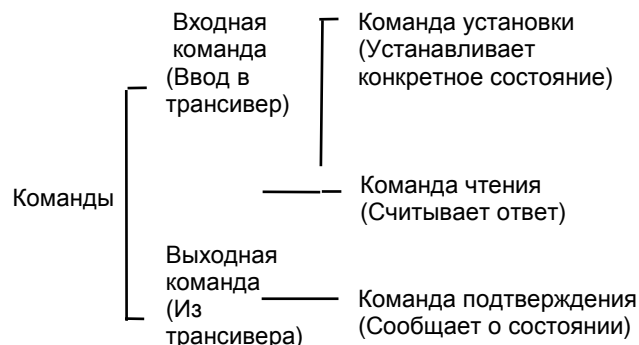 Входная
команда
(Ввод в
трансивер)
Команда установки
(Устанавливает
конкретное состояние)
Команды
Команда чтения
(Считывает ответ)
Выходная
команда
(Из
трансивера)
Команда подтверждения
(Сообщает о состоянии)